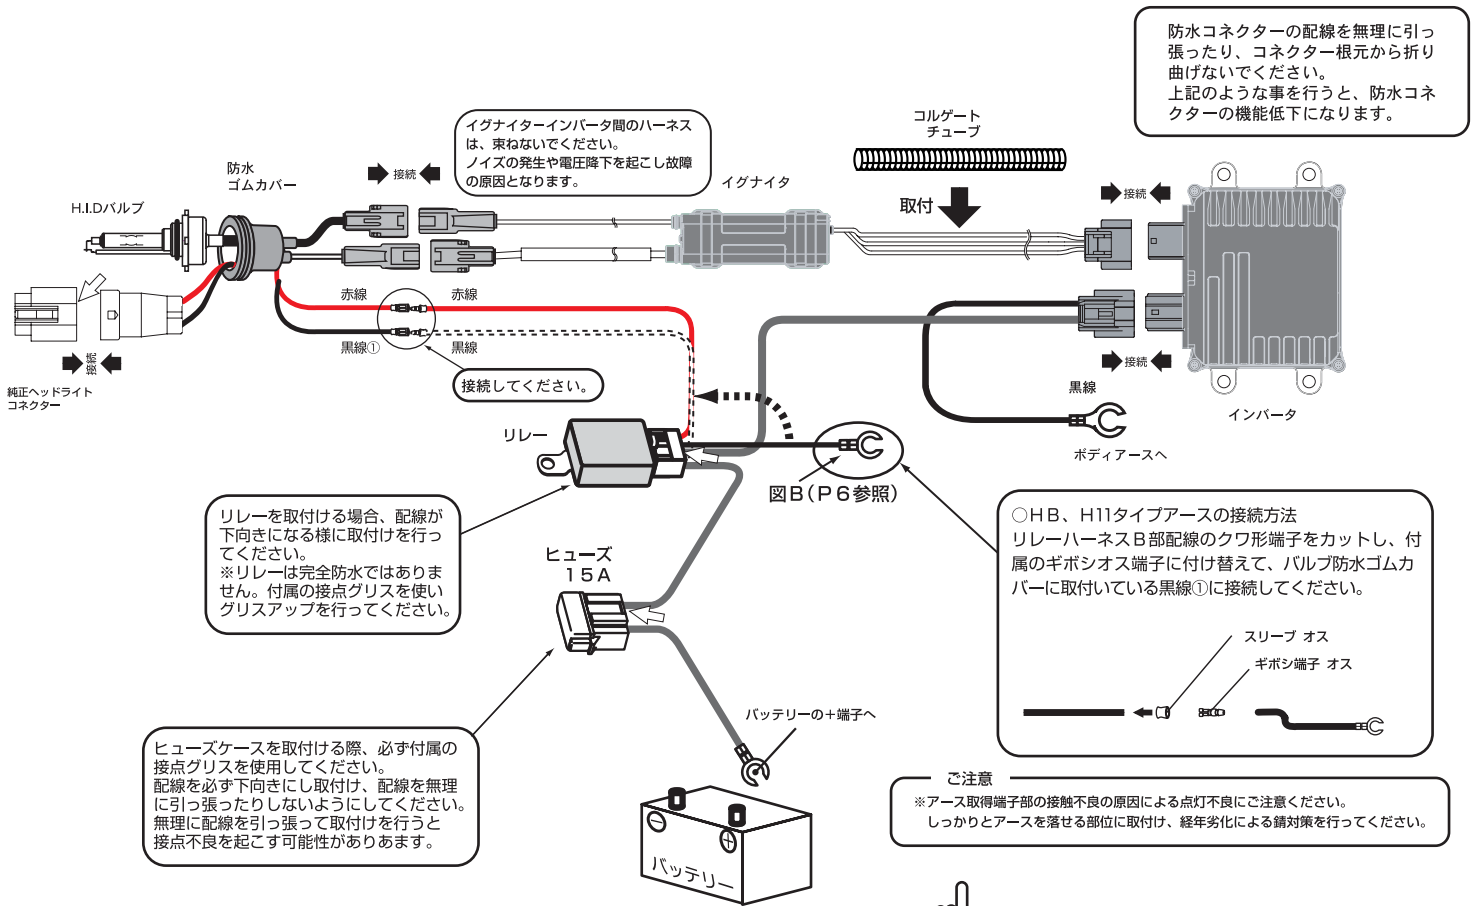 防水コネクターの配線を無理に引っ
張ったり、コネクター根元から折り
曲げないでください。
上記のような事を行うと、防水コネ
クターの機能低下になります。
イグナイターインバータ間のハーネス
は、束ねないでください。
ノイズの発生や電圧降下を起こし故障
の原因となります。
コルゲート
チューブ
取付
防水
ゴムカバー
接続
イグナイタ
接続
H.I.Dバルブ
赤線
赤線
黒線①
黒線
接続してください。
接続
純正ヘッドライト
コネクター
接続
インバータ
黒線
ボディアースへ
リレー
図B(P6参照)
リレーを取付ける場合、配線が
下向きになる様に取付けを行っ
てください。
※リレーは完全防水ではありま
せん。付属の接点グリスを使い
グリスアップを行ってください。
○HB、H11タイプアースの接続方法
リレーハーネスB部配線のクワ形端子をカットし、付
属のギボシオス端子に付け替えて、バルブ防水ゴムカ
バーに取付いている黒線①に接続してください。
スリーブ オス
ギボシ端子 オス
ヒューズ
15A
バッテリーの+端子へ
ヒューズケースを取付ける際、必ず付属の
接点グリスを使用してください。
配線を必ず下向きにし取付け、配線を無理
に引っ張ったりしないようにしてください。
無理に配線を引っ張って取付けを行うと
接点不良を起こす可能性がありあます。
ご注意
※アース取得端子部の接触不良の原因による点灯不良にご注意ください。
しっかりとアースを落せる部位に取付け、経年劣化による錆対策を行ってください。
⊖
⊕
バッテリー